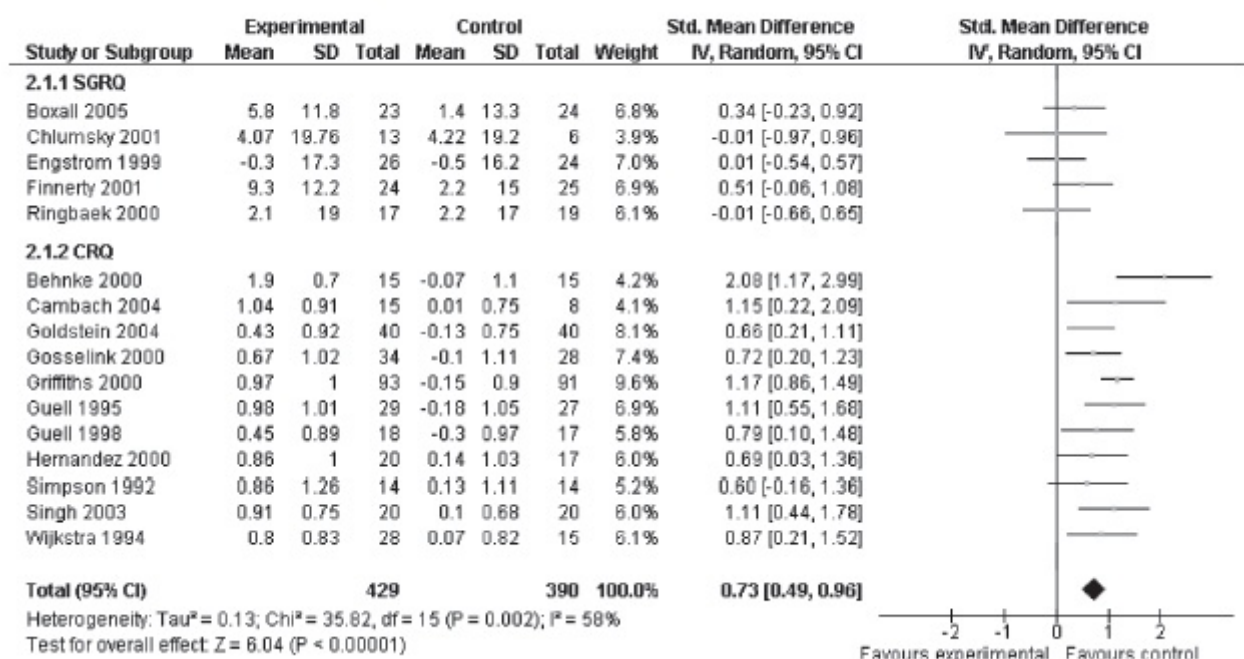 Experimental Control Std. Mean Difference Std. Mean Difference
Study or Subgroup Mean SD Total Mean SD Total Weight IV, Random, 95% CI IV, Random, 95% CI
2.1.1 SGRQ
Boxall 2005 5.8 11.8 23 1.4 13.3 24 6.8% 0.34 [-0.23, 0.92]
Chlumsky 2001 4.07 19.76 13 4.22 19.2 6 3.9% -0.01 [-0.97, 0.96]
Engstrom 1999 -0.3 17.3 26 -0.5 16.2 24 7.0% 0.01 [-0.54, 0.57]
Finnerty 2001 9.3 12.2 24 2.2 15 25 6.9% 0.51 [-0.06, 1.08]
Ringbaek 2000 2.1 19 17 2.2 17 19 6.1% -0.01 [-0.66, 0.65]
2.1.2 CRQ
Behnke 2000 1.9 0.7 15 -0.07 1.1 15 4.2% 2.08 [1.17, 2.99]
Cambach 2004 1.04 0.91 15 0.01 0.75 8 4.1% 1.15 [0.22, 2.09]
Goldstein 2004 0.43 0.92 40 -0.13 0.75 40 8.1% 0.66 [0.21, 1.11]
Gosselink 2000 0.67 1.02 34 -0.1 1.11 28 7.4% 0.72 [0.20, 1.23]
Griffiths 2000 0.97 1 93 -0.15 0.9 91 9.6% 1.17 [0.86, 1.49]
Guell 1995 0.98 1.01 29 -0.18 1.05 27 6.9% 1.11 [0.55, 1.68]
Guell 1998 0.45 0.89 18 -0.3 0.97 17 5.8% 0.79 [0.10, 1.48]
Hernandez 2000 0.86 1 20 0.14 1.03 17 6.0% 0.69 [0.03, 1.36]
Simpson 1992 0.86 1.26 14 0.13 1.11 14 5.2% 0.60 [-0.16, 1.36]
Singh 2003 0.91 0.75 20 0.1 0.68 20 6.0% 1.11 [0.44, 1.78]
Wijkstra 1994 0.8 0.83 28 0.07 0.82 15 6.1% 0.87 [0.21, 1.52]
Total (95% CI) 429 390 100.0% 0.73 [0.49, 0.96]
Heterogeneity: Tau² = 0.13; Chi² = 35.82, df = 15 (P = 0.002); I² = 58%
Test for overall effect: Z = 6.04 (P < 0.00001)
-2 -1 0 1 2
Favours experimental Favours control